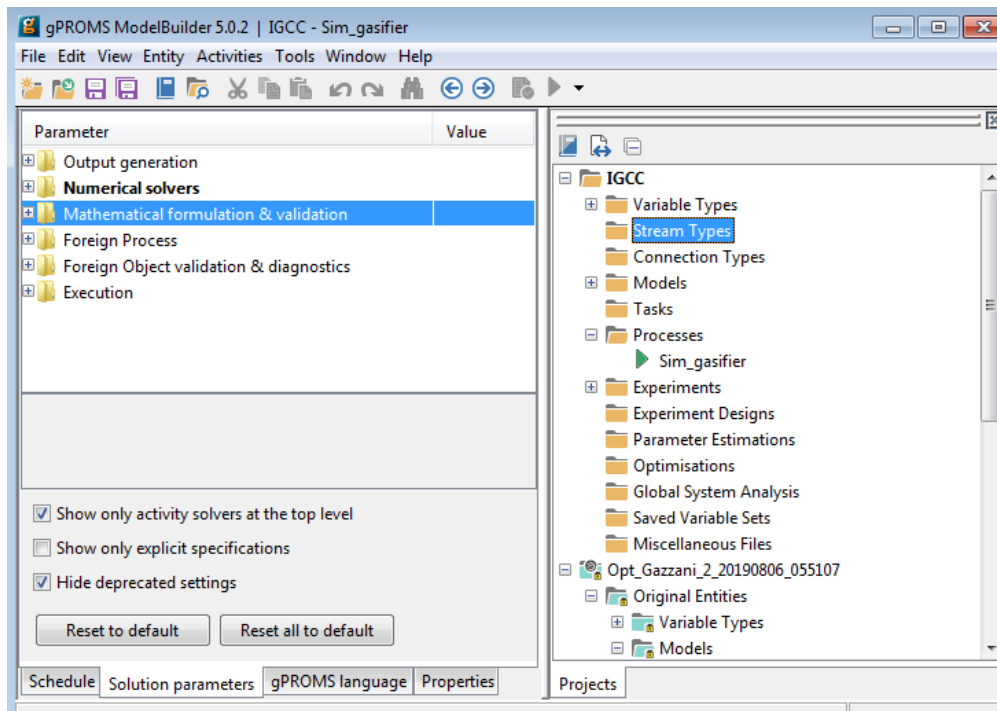 gPROMS ModelBuilder 5.0.2 | IGCC - Sim_gasifier
File Edit View Entity Activities Tools Window Help
Parameter Value
Output generation
Numerical solvers
Mathematical formulation & validation
Foreign Process
Foreign Object validation & diagnostics
Execution
Show only activity solvers at the top level
Show only explicit specifications
Hide deprecated settings
Reset to default Reset all to default
Schedule Solution parameters gPROMS language Properties
IGCC
Variable Types
Stream Types
Connection Types
Models
Tasks
Processes
Sim_gasifier
Experiments
Experiment Designs
Parameter Estimations
Optimisations
Global System Analysis
Saved Variable Sets
Miscellaneous Files
Opt_Gazzani_2_20190806_055107
Original Entities
Variable Types
Models
Projects